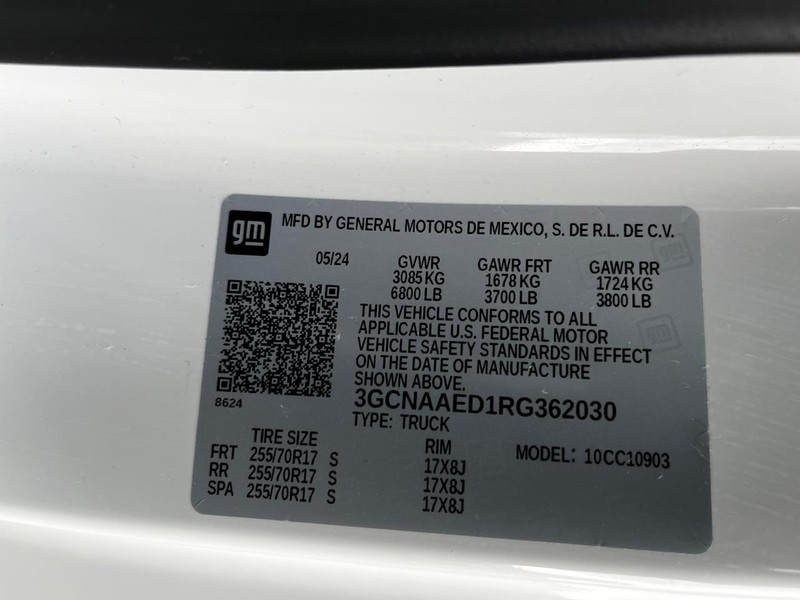 gm MFD BY GENERAL MOTORS DE MEXICO, S. DE R.L. DE C.V.
05/24 GVWR GAWR FRT GAWR RR
3085 KG 1678 KG 1724 KG
6800 LB 3700 LB 3800 LB
THIS VEHICLE CONFORMS TO ALL
APPLICABLE U.S. FEDERAL MOTOR
VEHICLE SAFETY STANDARDS IN EFFECT
ON THE DATE OF MANUFACTURE
SHOWN ABOVE.
8624
3GCNAAED1RG362030
TYPE: TRUCK
TIRE SIZE RIM MODEL: 10CC10903
FRT 255/70R17 S 17X8J
RR 255/70R17 S 17X8J
SPA 255/70R17 S 17X8J
gm
gm